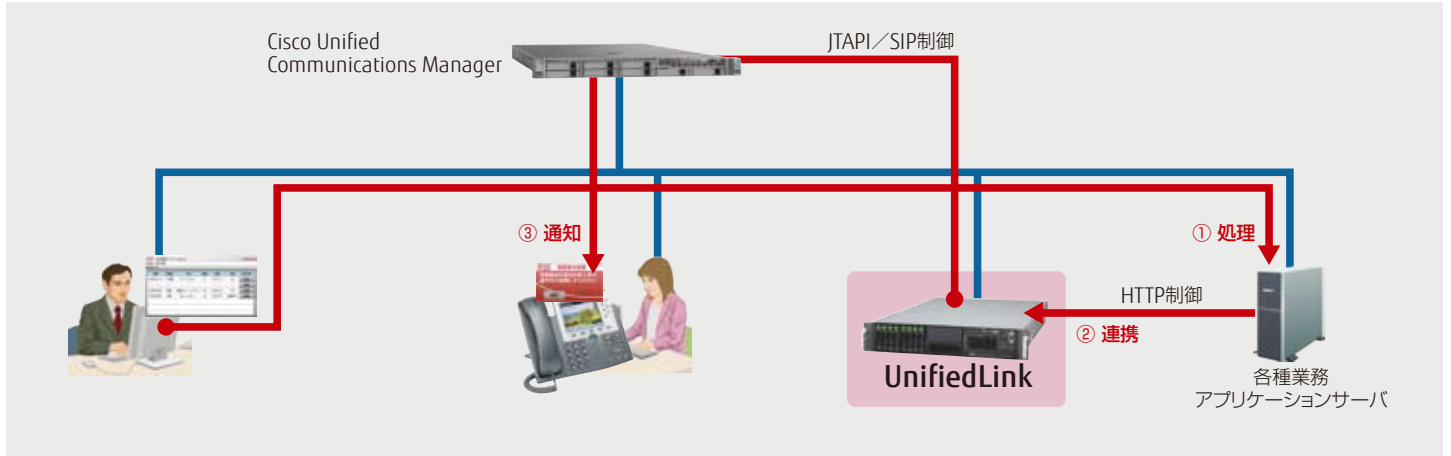 Cisco Unified
Communications Manager
JTAPI／SIP制御
③ 通知
① 処理
HTTP制御
② 連携
UnifiedLink
各種業務
アプリケーションサーバ